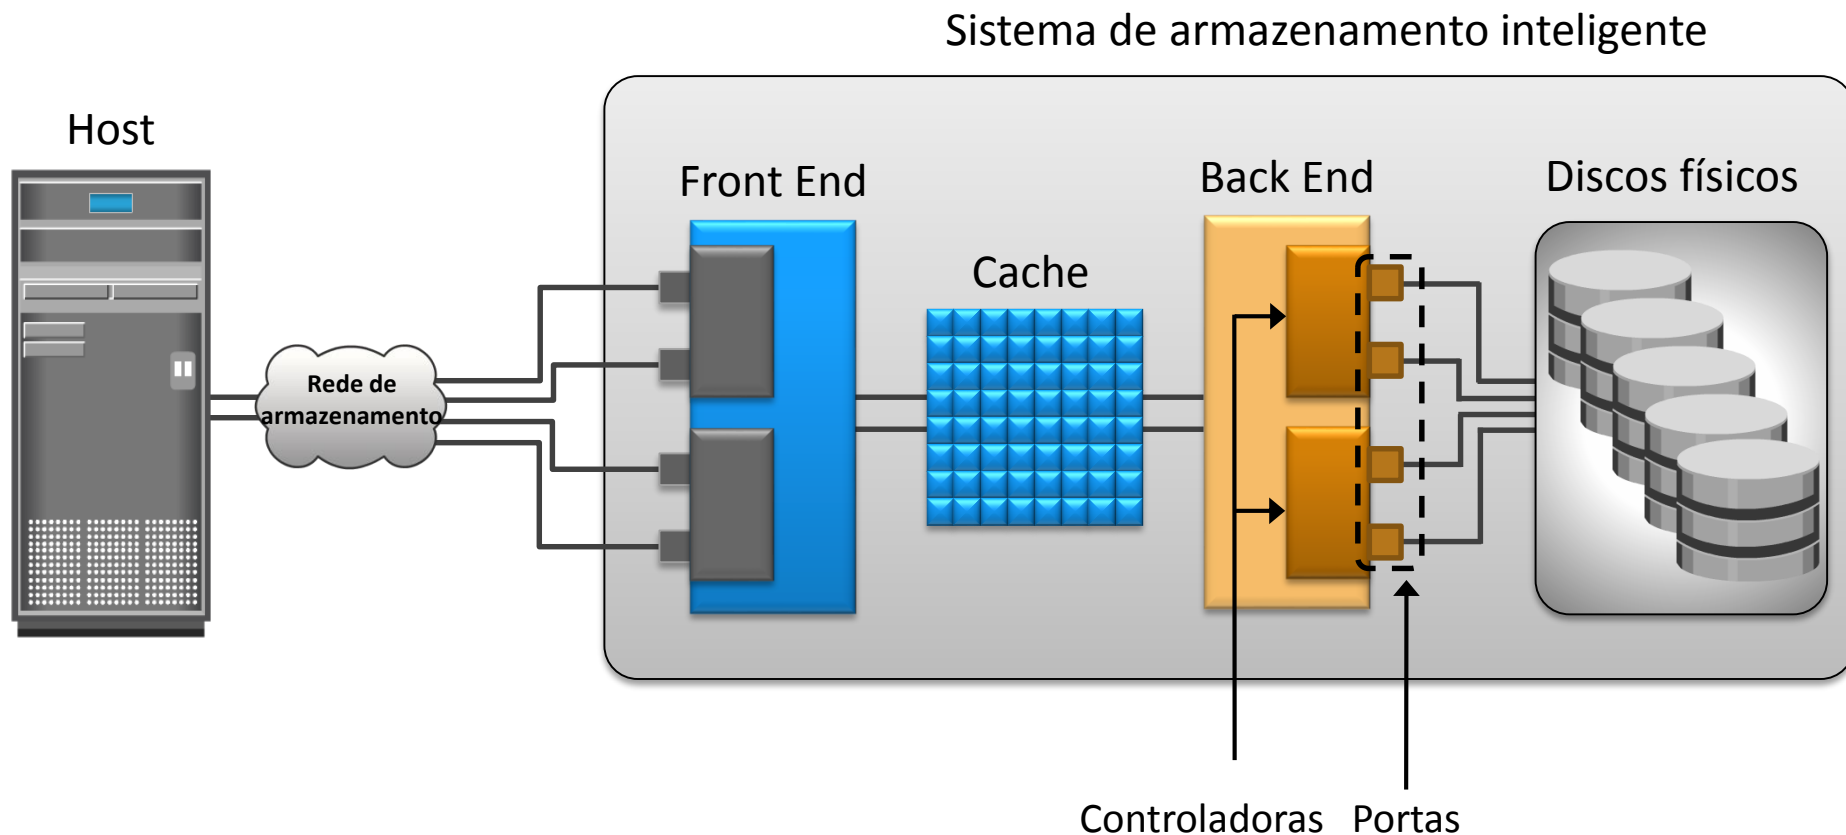 Sistema de armazenamento inteligente
Host
Front End
Back End
Discos físicos
Cache
Rede de
armazenamento
Controladoras
Portas